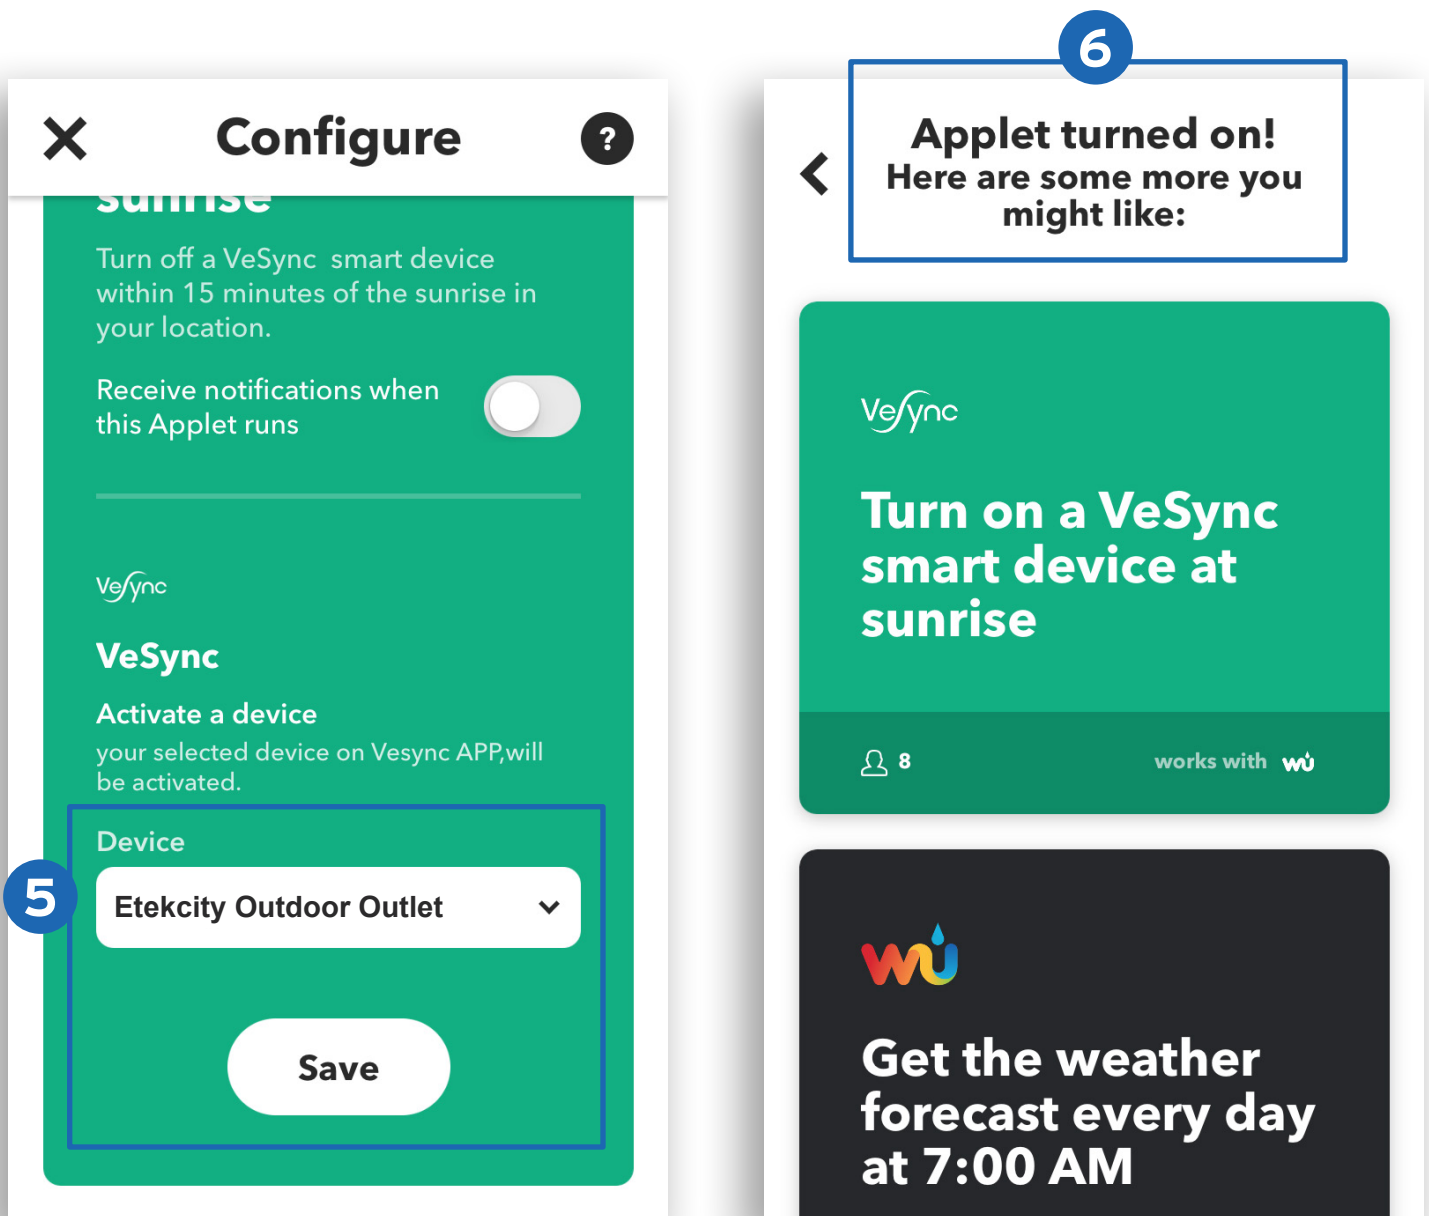 Configure
?
sunrise
Turn off a VeSync smart device
within 15 minutes of the sunrise in
your location.
Receive notifications when
this Applet runs
VeSync
VeSync
Activate a device
your selected device on Vesync APP,will
be activated.
5
Device
Etekcity Outdoor Outlet
Save
6
Applet turned on!
Here are some more you
might like:
VeSync
Turn on a VeSync
smart device at
sunrise
8
works with wu
wu
Get the weather
forecast every day
at 7:00 AM